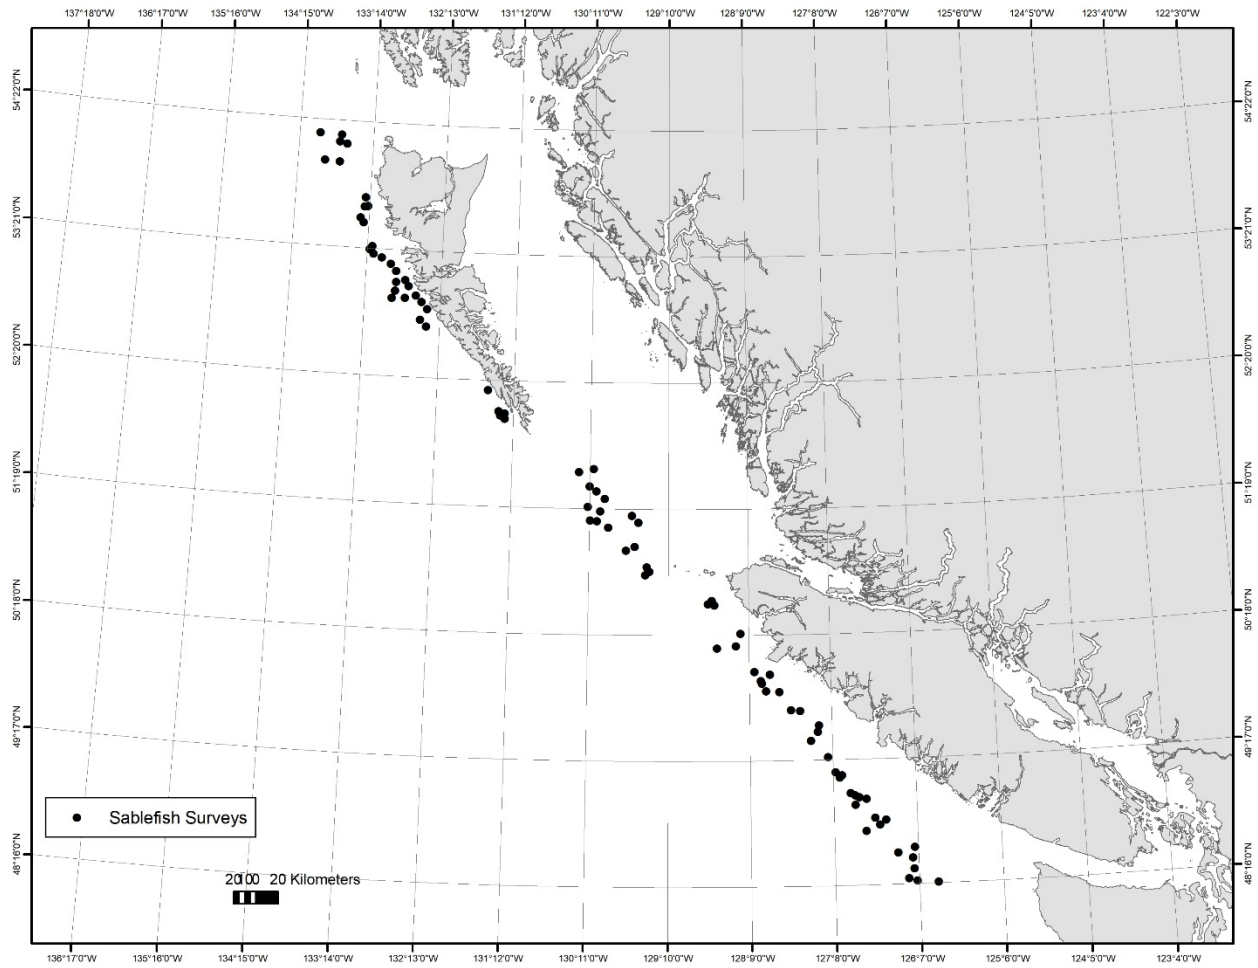 137°18'0"W 136°17'0"W 135°16'0"W 134°15'0"W 133°14'0"W 132°13'0"W 131°12'0"W 130°11'0"W 129°10'0"W 128°9'0"W 127°8'0"W 126°7'0"W 125°6'0"W 124°5'0"W 123°4'0"W 122°3'0"W
54°22'0"N 54°22'0"N
53°21'0"N 53°21'0"N
52°20'0"N 52°20'0"N
51°19'0"N 51°19'0"N
50°18'0"N 50°18'0"N
49°17'0"N 49°17'0"N
Sablefish Surveys
48°16'0"N 48°16'0"N
20 Kilometers
136°17'0"W 135°16'0"W 134°15'0"W 133°14'0"W 132°13'0"W 131°12'0"W 130°11'0"W 129°10'0"W 128°9'0"W 127°8'0"W 126°7'0"W 125°6'0"W 124°5'0"W 123°4'0"W